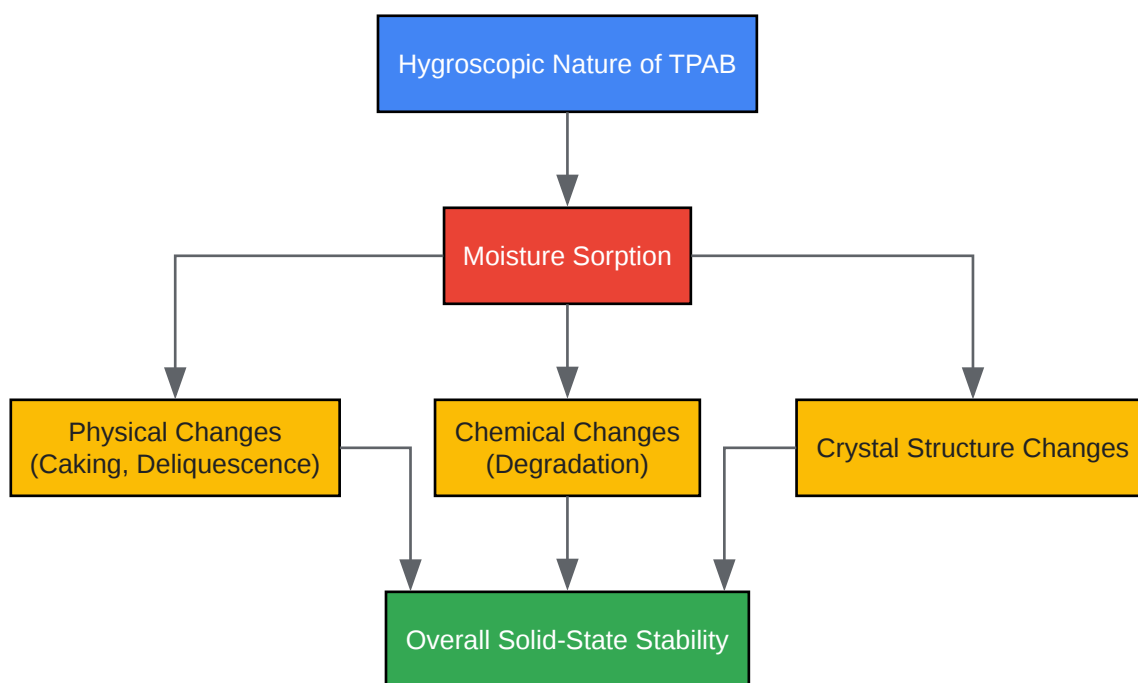 Hygroscopic Nature of TPAB
Moisture Sorption
Physical Changes
(Caking, Deliquescence)
Chemical Changes
(Degradation)
Crystal Structure Changes
Overall Solid-State Stability